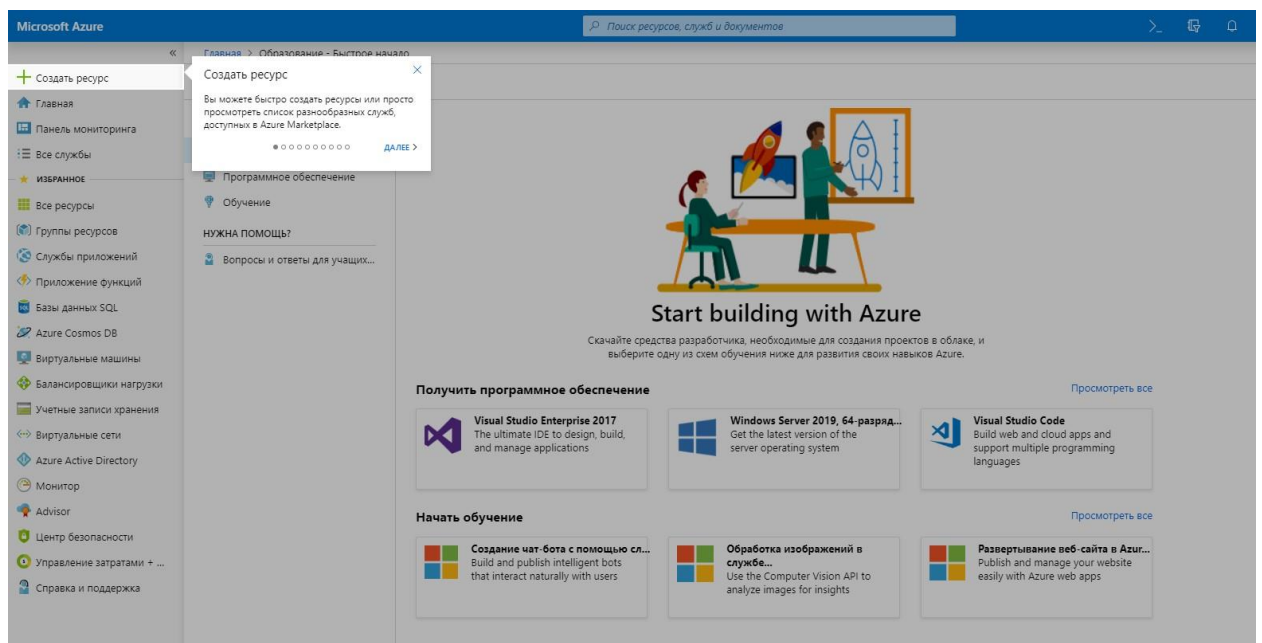 Microsoft Azure
Поиск ресурсов, служб и документов
Главная > Образование - Быстрое начало
Создать ресурс
Главная
Панель мониторинга
Все службы
ИЗБРАННОЕ
Все ресурсы
Группы ресурсов
Службы приложений
Приложение функций
Базы данных SQL
Azure Cosmos DB
Виртуальные машины
Балансировщики нагрузки
Учетные записи хранения
Виртуальные сети
Azure Active Directory
Монитор
Advisor
Центр безопасности
Управление затратами + ...
Справка и поддержка
Создать ресурс
Вы можете быстро создать ресурсы или просто
просмотреть список разнообразных служб,
доступных в Azure Marketplace.
ДАЛЕЕ >
Программное обеспечение
Обучение
НУЖНА ПОМОЩЬ?
Вопросы и ответы для учащих...
Start building with Azure
Скачайте средства разработчика, необходимые для создания проектов в облаке, и
выберите одну из схем обучения ниже для развития своих навыков Azure.
Получить программное обеспечение
Просмотреть все
Visual Studio Enterprise 2017
The ultimate IDE to design, build,
and manage applications
Windows Server 2019, 64-разряд...
Get the latest version of the
server operating system
Visual Studio Code
Build web and cloud apps and
support multiple programming
languages
Начать обучение
Просмотреть все
Создание чат-бота с помощью сл...
Build and publish intelligent bots
that interact naturally with users
Обработка изображений в
службе...
Use the Computer Vision API to
analyze images for insights
Развертывание веб-сайта в Azur...
Publish and manage your website
easily with Azure web apps